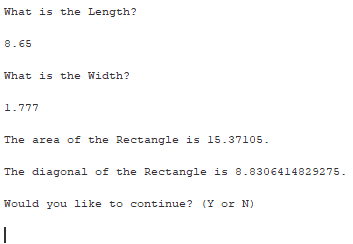 What is the Length?
8.65
What is the Width?
1.777
The area of the Rectangle is 15.37105.
The diagonal of the Rectangle is 8.8306414829275.
Would you like to continue? (Y or N)